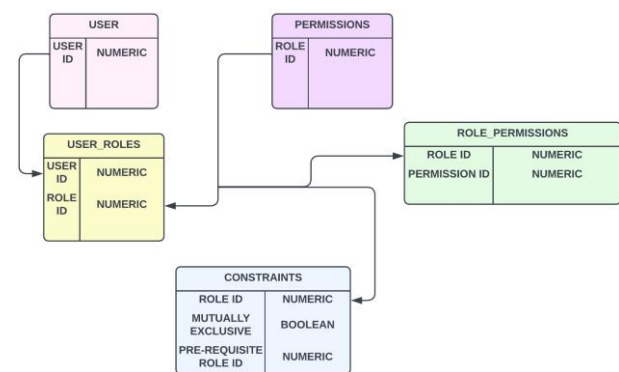 USER
USER
ID
NUMERIC
PERMISSIONS
ROLE
ID
NUMERIC
USER_ROLES
USER
ID
NUMERIC
ROLE
ID
NUMERIC
ROLE_PERMISSIONS
ROLE ID NUMERIC
PERMISSION ID NUMERIC
CONSTRAINTS
ROLE ID NUMERIC
MUTUALLY
EXCLUSIVE
BOOLEAN
PRE-REQUISITE
ROLE ID
NUMERIC